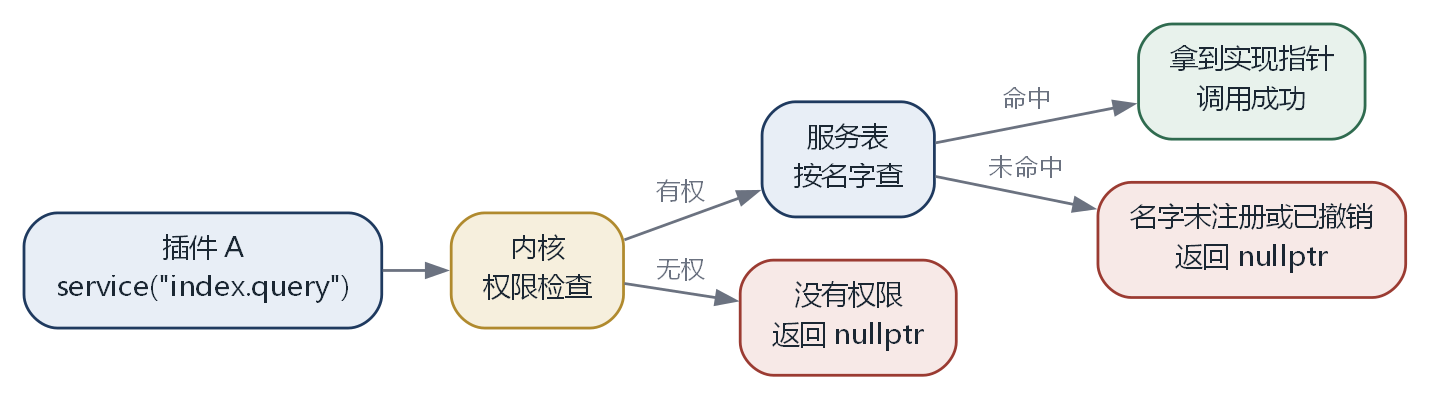 插件 A
service("index.query")
内核
权限检查
有权
无权
服务表
按名字查
没有权限
返回 nullptr
命中
未命中
拿到实现指针
调用成功
名字未注册或已撤销
返回 nullptr